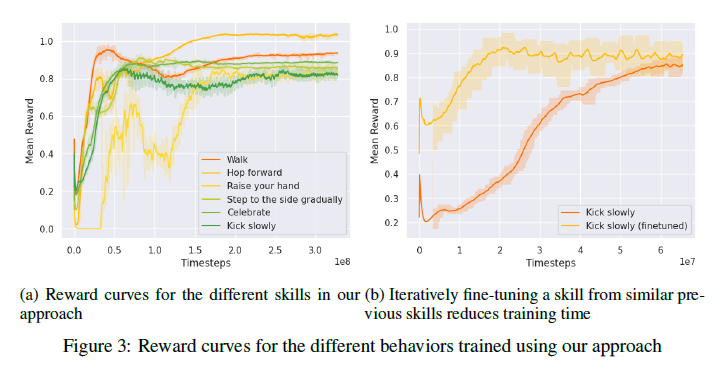 1.0
0.8
0.6
0.4
0.2
0.0
Mean Reward
Walk
Hop forward
Raise your hand
Step to the side gradually
Celebrate
Kick slowly
0.0 0.5 1.0 1.5 2.0 2.5 3.0
Timesteps
1e8
1.0
0.9
0.8
0.7
0.6
0.5
0.4
0.3
0.2
Mean Reward
Kick slowly
Kick slowly (finetuned)
0 1 2 3 4 5 6
Timesteps
1e7
(a) Reward curves for the different skills in our
approach
(b) Iteratively fine-tuning a skill from similar pre-
vious skills reduces training time
Figure 3: Reward curves for the different behaviors trained using our approach